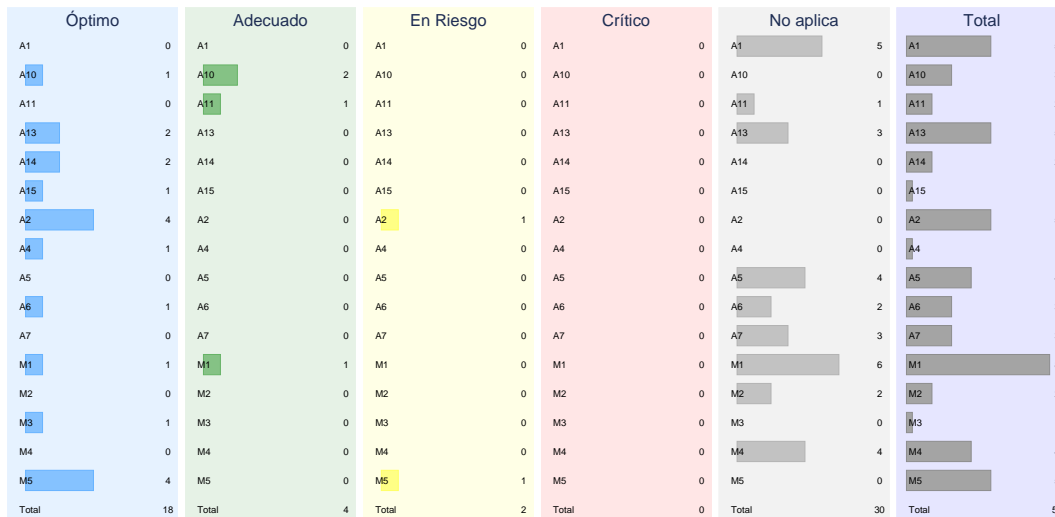 Óptimo Adecuado En Riesgo Crítico No aplica Total
A1 0 A1 0 A1 0 A1 0 A1 5 A1
A10 1 A10 2 A10 0 A10 0 A10 0 A10
A11 0 A11 1 A11 0 A11 0 A11 1 A11
A13 2 A13 0 A13 0 A13 0 A13 3 A13
A14 2 A14 0 A14 0 A14 0 A14 0 A14
A15 1 A15 0 A15 0 A15 0 A15 0 A15
A2 4 A2 0 A2 1 A2 0 A2 0 A2
A4 1 A4 0 A4 0 A4 0 A4 0 A4
A5 0 A5 0 A5 0 A5 0 A5 4 A5
A6 1 A6 0 A6 0 A6 0 A6 2 A6
A7 0 A7 0 A7 0 A7 0 A7 3 A7
M1 1 M1 1 M1 0 M1 0 M1 6 M1
M2 0 M2 0 M2 0 M2 0 M2 2 M2
M3 1 M3 0 M3 0 M3 0 M3 0 M3
M4 0 M4 0 M4 0 M4 0 M4 4 M4
M5 4 M5 0 M5 1 M5 0 M5 0 M5
Total 18 Total 4 Total 2 Total 0 Total 30 Total